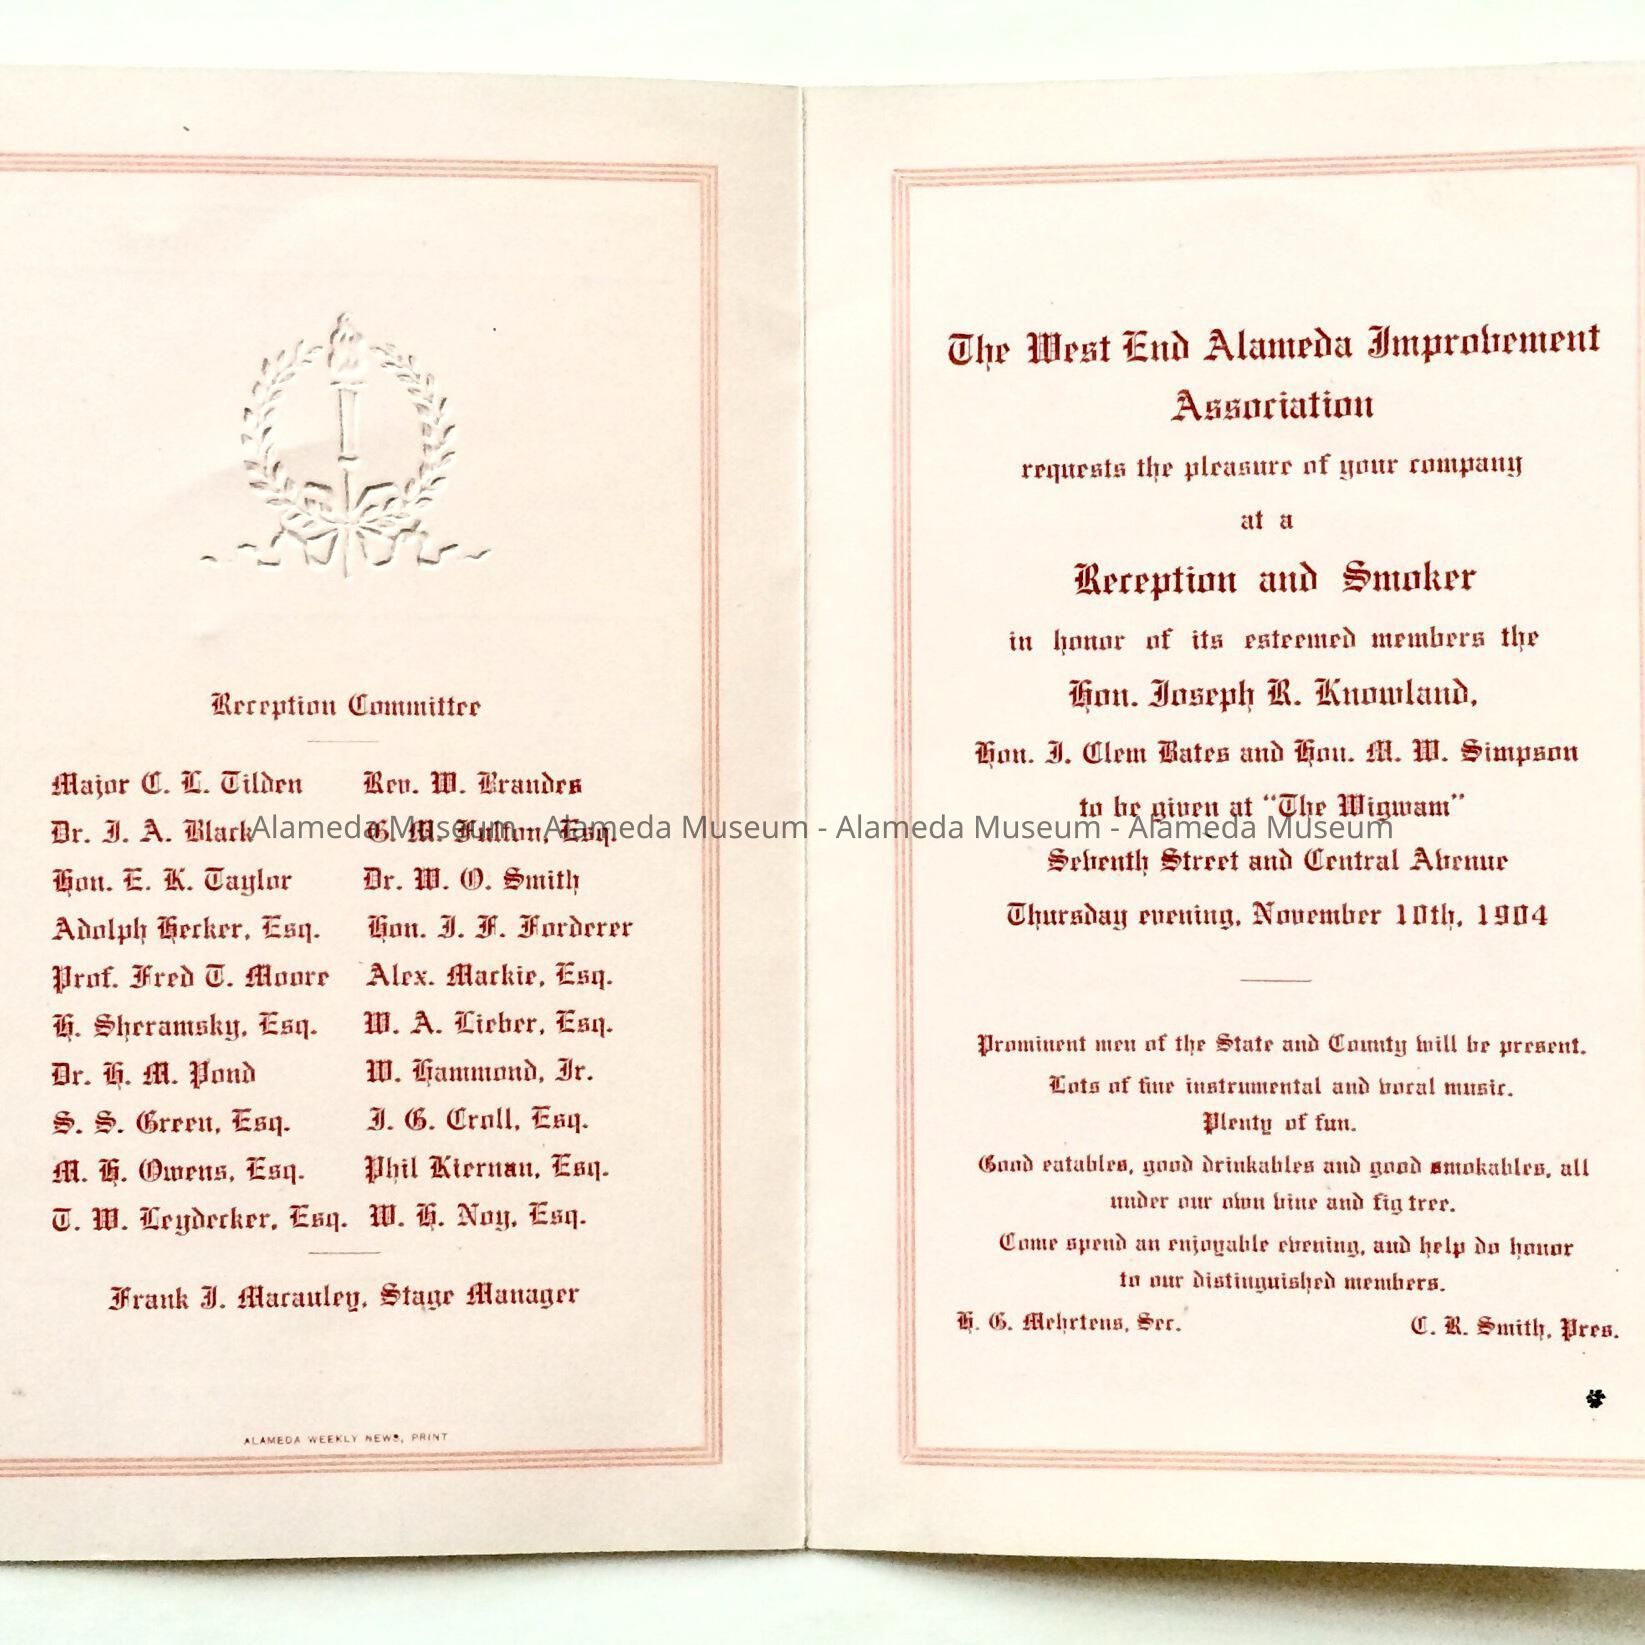 Reception Committee
Major C. L. Tilden
Dr. J. A. Black
Hon. E. K. Taylor
Adolph Hecker, Esq.
Prof. Fred T. Moore
H. Sheramsky, Esq.
Dr. H. M. Pond
S. S. Green, Esq.
M. H. Owens, Esq.
T. W. Leydecker, Esq.
Rev. W. Brandes
G. M. Fulton, Esq.
Dr. W. O. Smith
Hon. J. F. Forderer
Alex. Mackie, Esq.
W. A. Lieber, Esq.
W. Hammond, Jr.
J. G. Croll, Esq.
Phil Kiernan, Esq.
W. H. Noy, Esq.
Frank J. Macauley, Stage Manager
ALAMEDA WEEKLY NEWS, PRINT
The West End Alameda Improvement
Association
requests the pleasure of your company
at a
Reception and Smoker
in honor of its esteemed members the
Hon. Joseph R. Knowland,
Hon. J. Clem Bates and Hon. M. W. Simpson
to be given at "The Wigwam"
Seventh Street and Central Avenue
Thursday evening, November 10th, 1904
Prominent men of the State and County will be present.
Lots of fine instrumental and vocal music.
Plenty of fun.
Good eatables, good drinkables and good smokables, all
under our own vine and fig tree.
Come spend an enjoyable evening, and help do honor
to our distinguished members.
H. G. Mehrtens, Sec.
C. R. Smith, Pres.
Alameda Museum - Alameda Museum - Alameda Museum - Alameda Museum